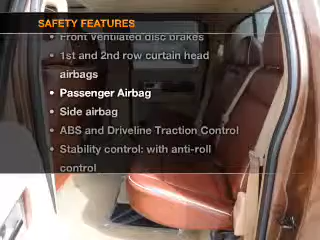 SAFETY FEATURES
• Front ventilated disc brakes
• 1st and 2nd row curtain head
airbags
• Passenger Airbag
• Side airbag
• ABS and Driveline Traction Control
• Stability control: with anti-roll
control